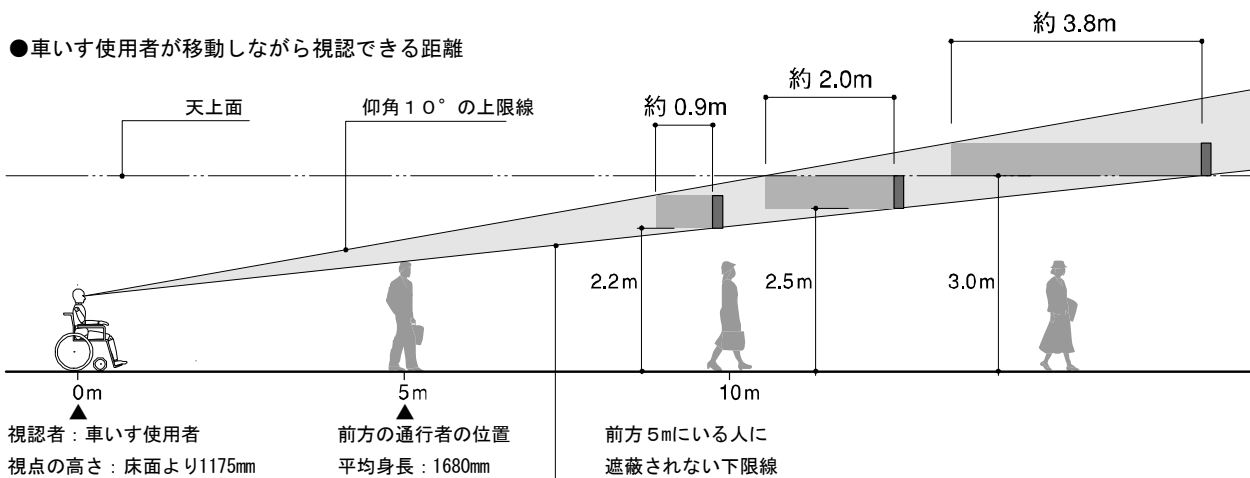 ●車いす使用者が移動しながら視認できる距離
約 3.8m
約 2.0m
約 0.9m
天上面
仰角１０°の上限線
2.2m
2.5m
3.0m
0m
5m
10m
視認者：車いす使用者
視点の高さ：床面より1175mm
前方の通行者の位置
平均身長：1680mm
前方５mにいる人に
遮蔽されない下限線